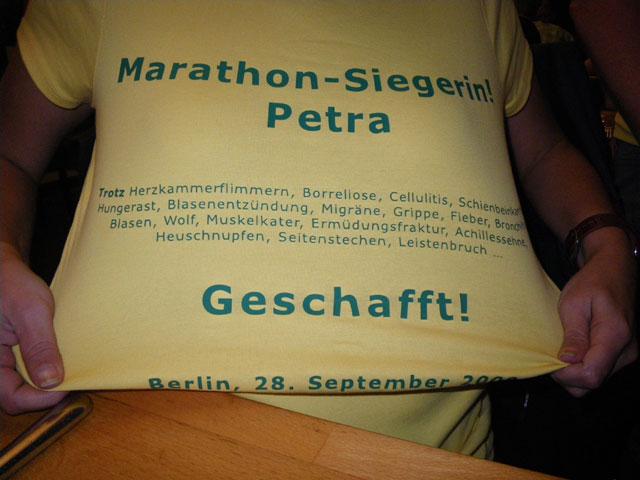 Marathon-Siegerin!
Petra
Trotz Herzkammerflimmern, Borreliose, Cellulitis,
Hungerast, Blasenentzündung, Migräne, Grippe, Fieber,
Blasen, Wolf, Muskelkater, Ermüdungsfraktur, Achillessehne,
Heuschnupfen, Seitenstechen, Leistenbruch ...
Geschafft!
Berlin, 28. September